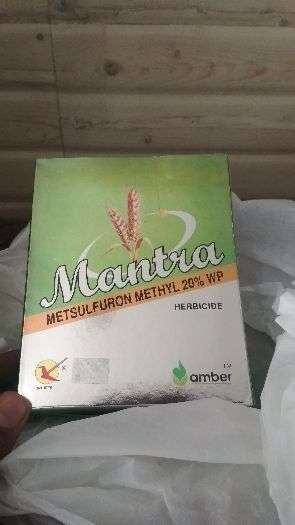 Mantra
METSULFURON METHYL 20% WP
HERBICIDE
amber